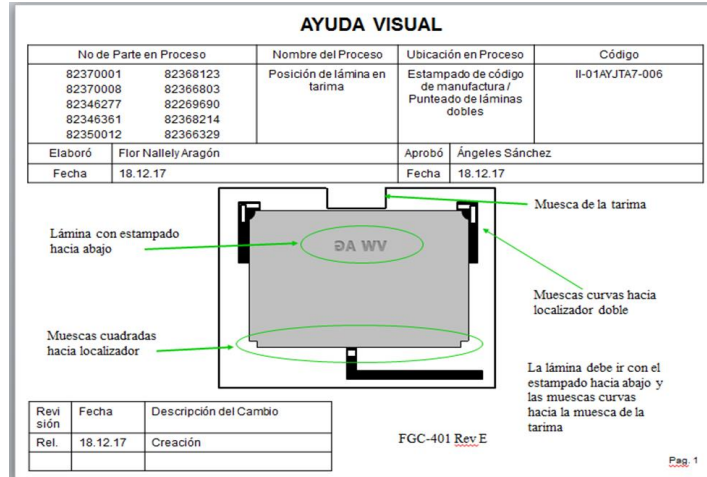 AYUDA VISUAL
No de Parte en Proceso
Nombre del Proceso
Ubicación en Proceso
Código
82370001 82368123
82370008 82366803
82346277 82269690
82346361 82368214
82350012 82366329
Posición de lámina en
tarima
Estampado de código
de manufactura /
Punteado de láminas
dobles
II-01AYJTA7-006
Elaboró Flor Nallely Aragón
Aprobó Ángeles Sánchez
Fecha 18.12.17
Fecha 18.12.17
Muesca de la tarima
Lámina con estampado
hacia abajo
VW AG
Muescas curvas hacia
localizador doble
Muescas cuadradas
hacia localizador
La lámina debe ir con el
estampado hacia abajo y
las muescas curvas
hacia la muesca de la
tarima
Revi
sión
Fecha
Descripción del Cambio
Rel. 18.12.17 Creación
FGC-401 Rev E
Pag. 1